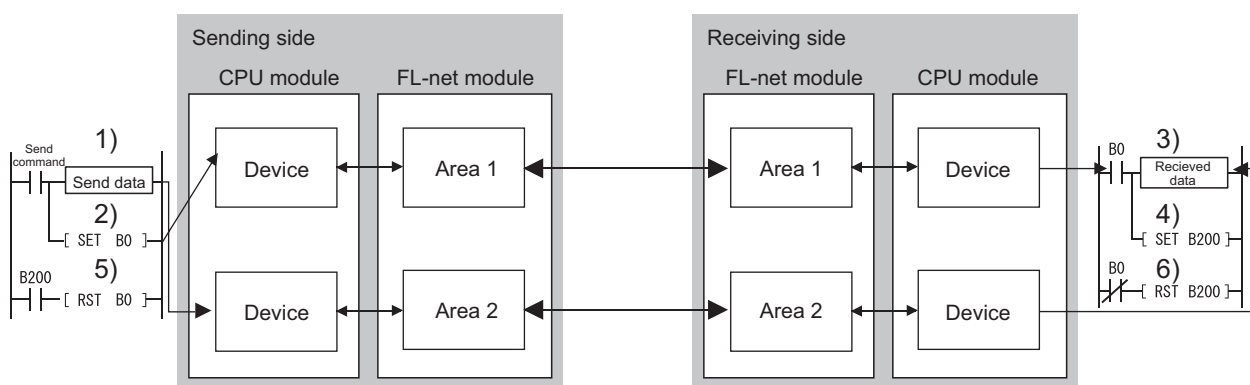 Sending side
Receiving side
CPU module
FL-net module
FL-net module
CPU module
1)
Send
command
Send data
2)
[ SET B0 ]
B200
5)
[ RST B0 ]
Device
Area 1
Area 1
Device
Device
Area 2
Area 2
Device
B0
3)
Recieved
data
4)
[ SET B200 ]
B0
6)
[ RST B200 ]